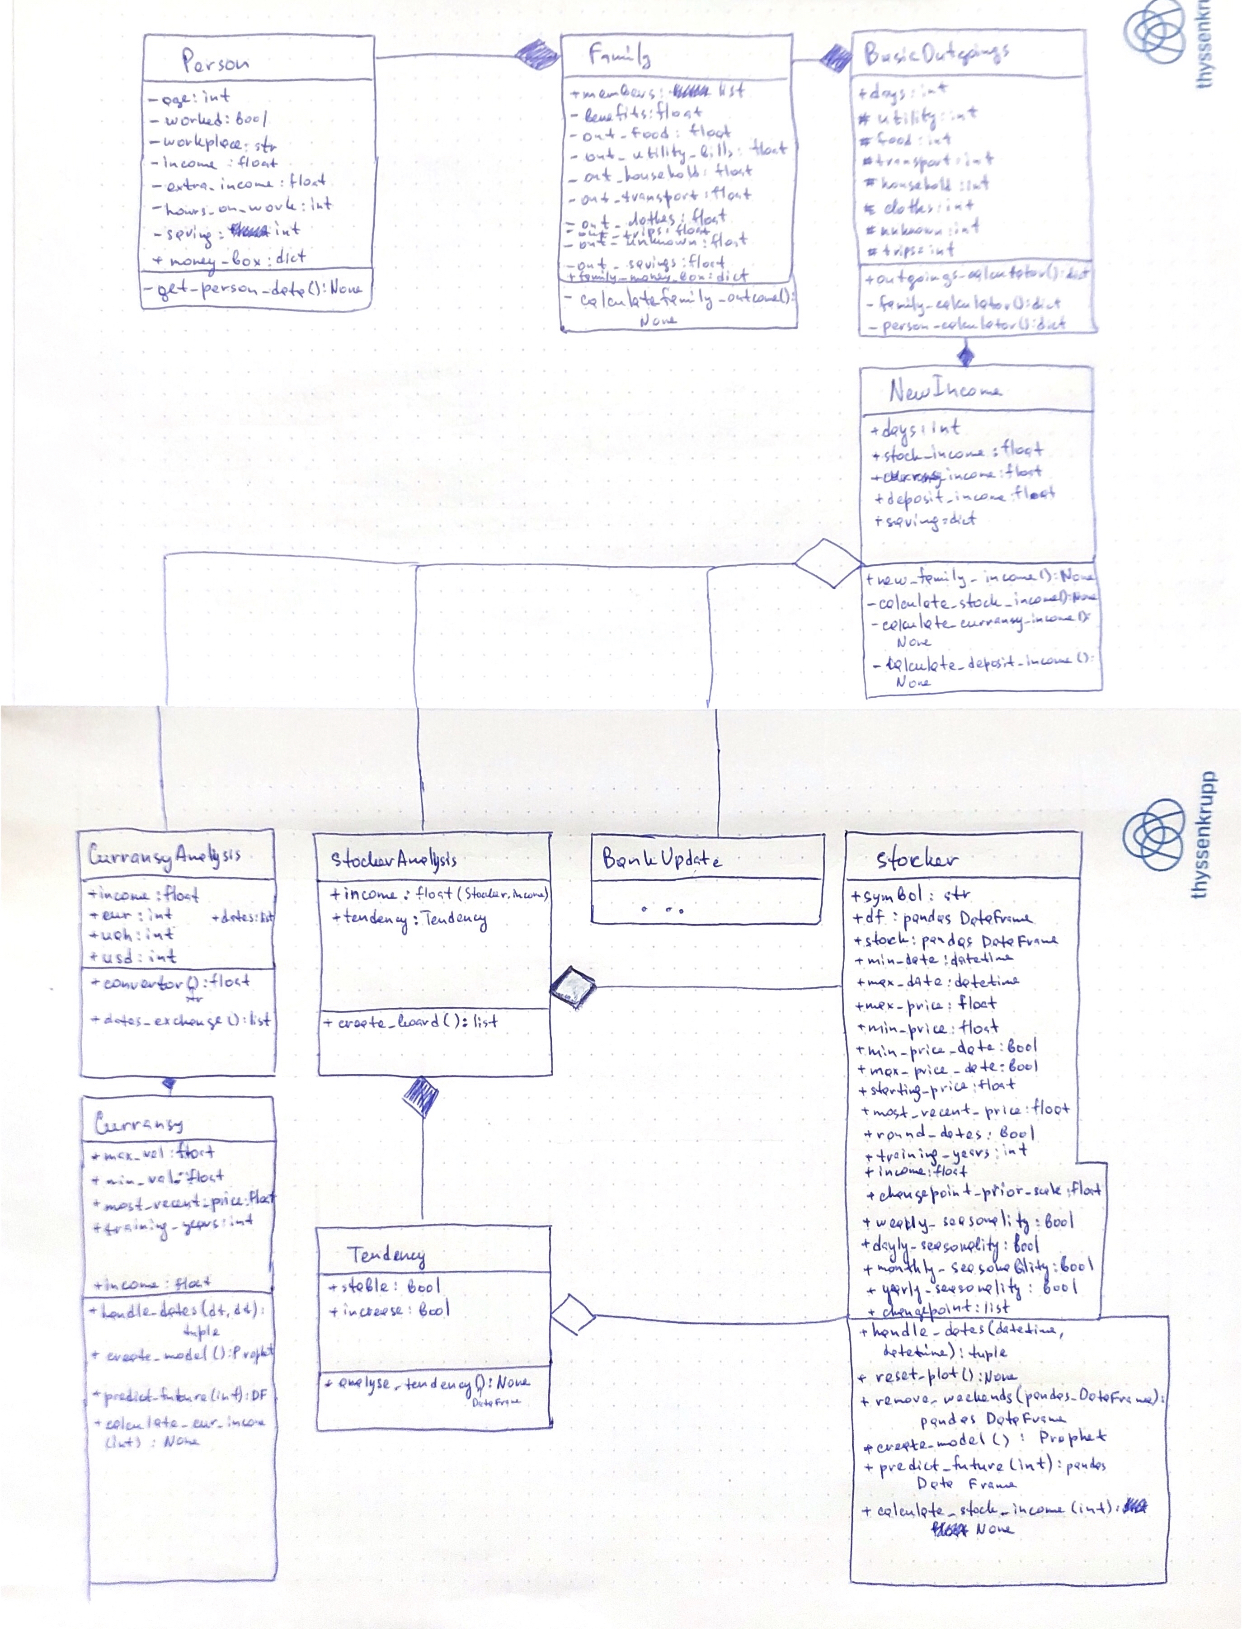 thyssenkrupp
Person
- age: int
- worked: bool
- workplace: str
- income : float
- extra_income: float
- hours_on_work: int
- saving: int
+ money_box: dict
- get_person_data(): None
Family
+ members: list
- benefits: float
- out_food: float
- out_utility_bills: float
- out_household: float
- out_transport: float
- out_clothes: float
- out_trips: float
- out_unknown: float
- out_savings: float
+ family_money_box: dict
- calculatefamily_outcome():
None
BasicOutgoings
+ days: int
# utility: int
# food: int
# transport: int
# household: int
# clothes: int
# unknown: int
# trips: int
+ outgoings_calculator(): dict
- family_calculator(): dict
- person_calculator(): dict
NewIncome
+ days: int
+ stock_income : float
+ income: float
+ deposit_income: float
+ saving: dict
+ new_family_income(): None
- calculate_stock_income(): None
- calculate_curransy_income():
None
- calculate_deposit_income():
None
thyssenkrupp
CurransyAnalysis
+ income : float
+ eur : int + dates: list
+ uah: int
+ usd: int
+ convertor(): float
str
+ dates_exchange(): list
StockerAnalysis
+ income : float (Stocker.income)
+ tendency: Tendency
+ create_board(): list
BankUpdate
...
Stocker
+ symbol : str
+ df : pandas DataFrame
+ stock: pandas DataFrame
+ min_date: datetime
+ max_date: datetime
+ max_price: float
+ min_price: float
+ min_price_date: Bool
+ max_price_date: Bool
+ starting_price: float
+ most_recent_price: float
+ round_dates: Bool
+ training_years: int
+ income: float
+ changepoint_prior_scale: float
+ weekly_seasonality: Bool
+ dayly_seasonality: Bool
+ monthly_seasonality: Bool
+ yearly_seasonality: Bool
+ changepoint: list
+ handle_dates(datetime,
datetime): tuple
+ reset_plot(): None
+ remove_weekends(pandas_DataFrame):
pandas DataFrame
+ create_model() : Prophet
+ predict_future(int): pandas
Data Frame
+ calculate_stock_income(int):
None
Curransy
+ max_val: float
+ min_val: float
+ most_recent_price: float
+ training_years: int
+ income: float
+ handle_dates(dt, dt):
tuple
+ create_model(): Prophet
+ predict_future(int): DF
+ calculate_cur_income
(int) : None
Tendency
+ stable: Bool
+ increase: Bool
+ analyse_tendency(): None
DataFrame